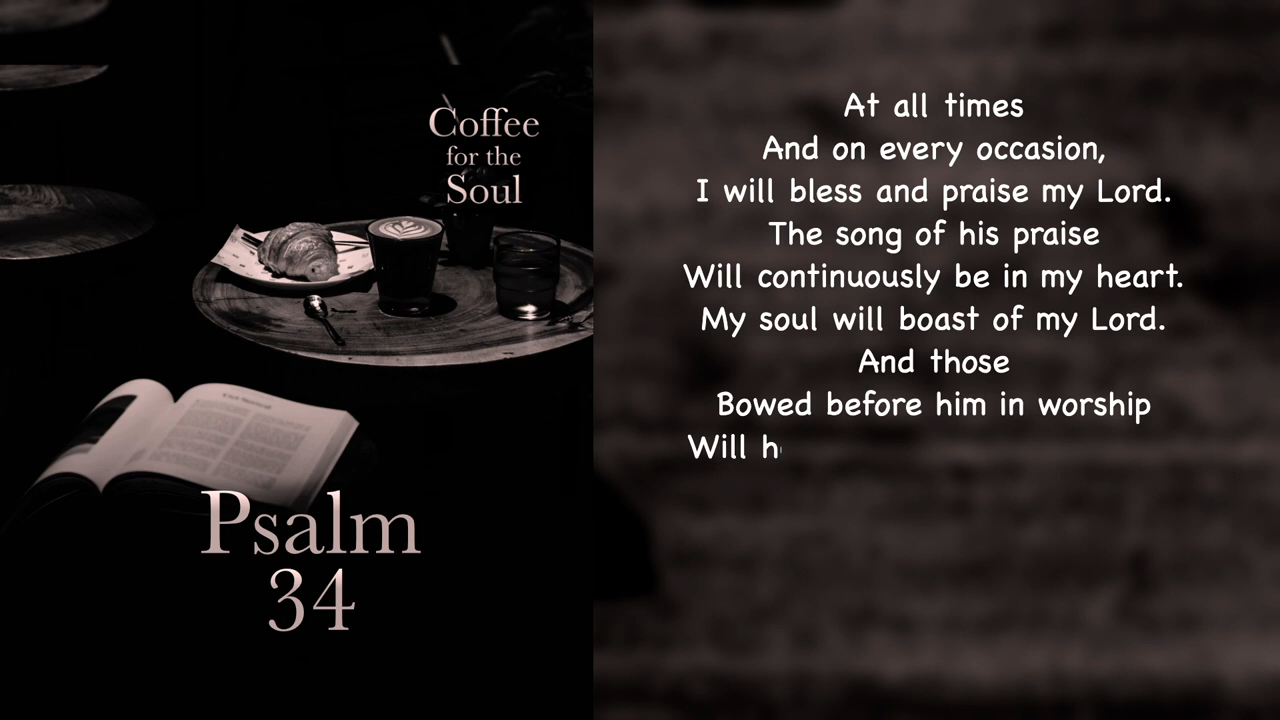 Coffee
for the
Soul
Psalm
34
At all times
And on every occasion,
I will bless and praise my Lord.
The song of his praise
Will continuously be in my heart.
My soul will boast of my Lord.
And those
Bowed before him in worship
Will h